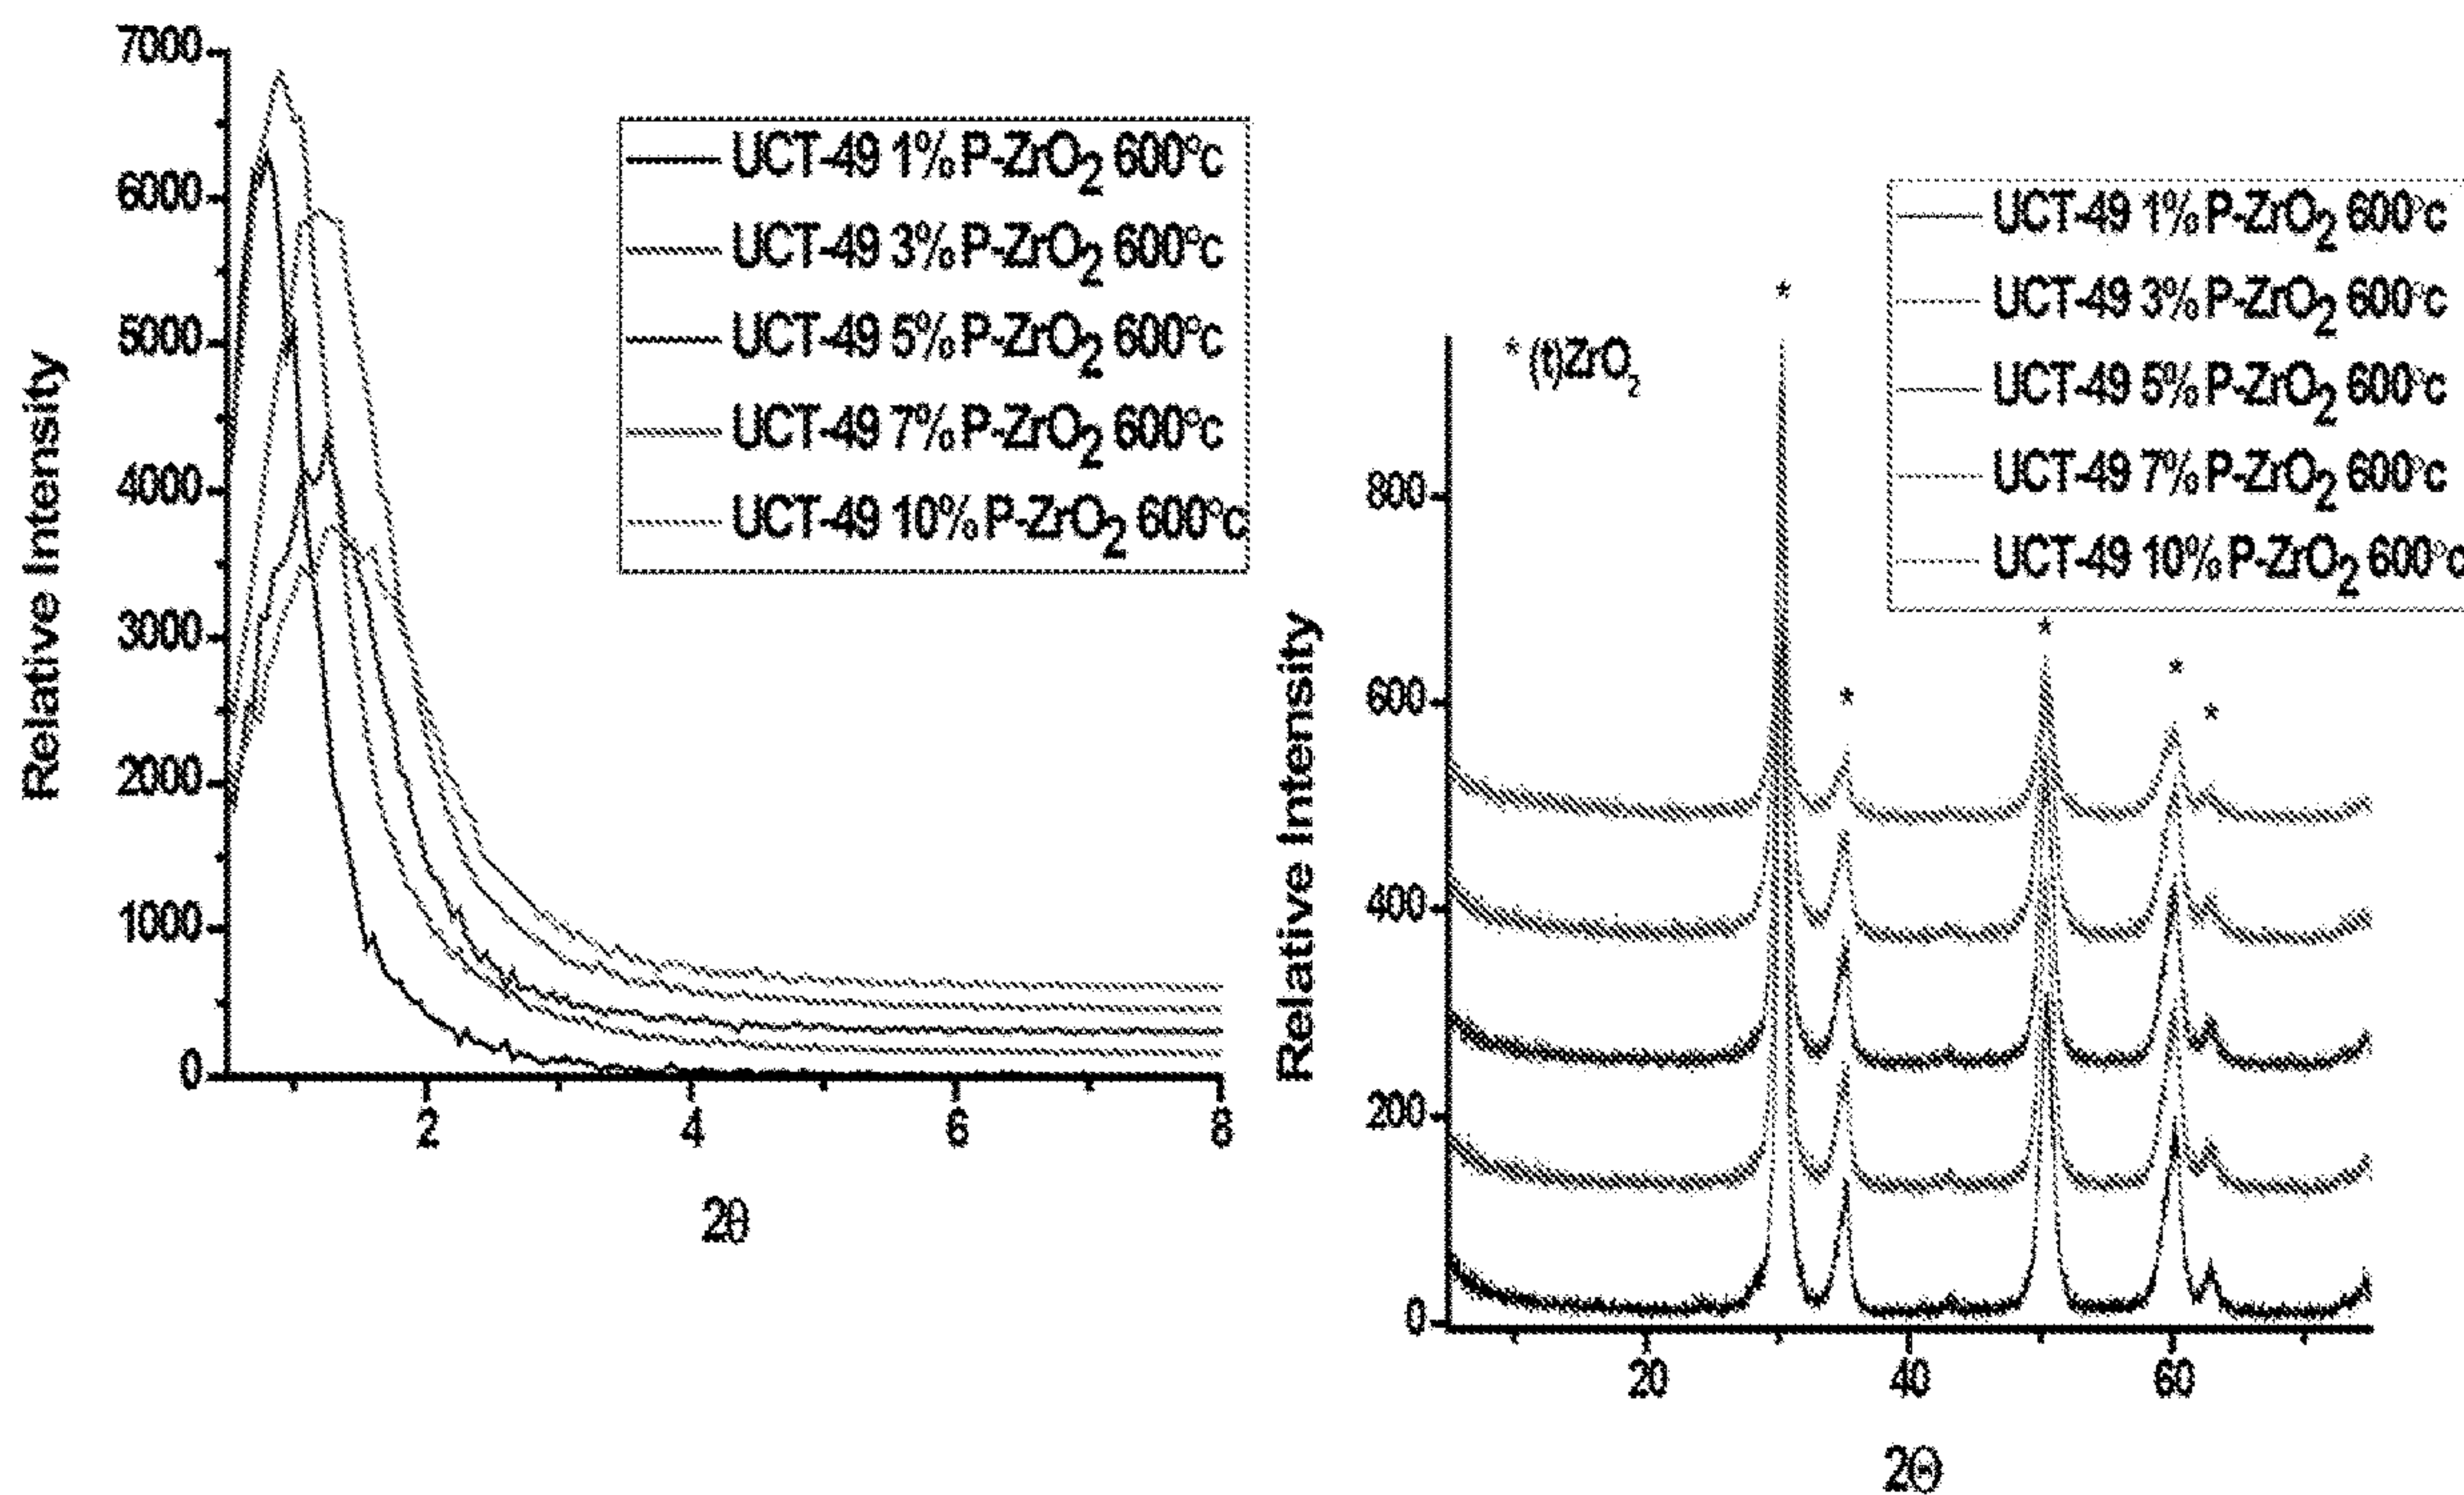 7000
6000
5000
4000
3000
2000
1000
0
Relative Intensity
UCT-49 1% P-ZrO2 600°c
UCT-49 3% P-ZrO2 600°c
UCT-49 5% P-ZrO2 600°c
UCT-49 7% P-ZrO2 600°c
UCT-49 10% P-ZrO2 600°c
2 4 6 8
2θ
Relative Intensity
* (t)ZrO2
UCT-49 1% P-ZrO2 600°c
UCT-49 3% P-ZrO2 600°c
UCT-49 5% P-ZrO2 600°c
UCT-49 7% P-ZrO2 600°c
UCT-49 10% P-ZrO2 600°c
*
*
*
*
*
800
600
400
200
0
20 40 60
2Θ